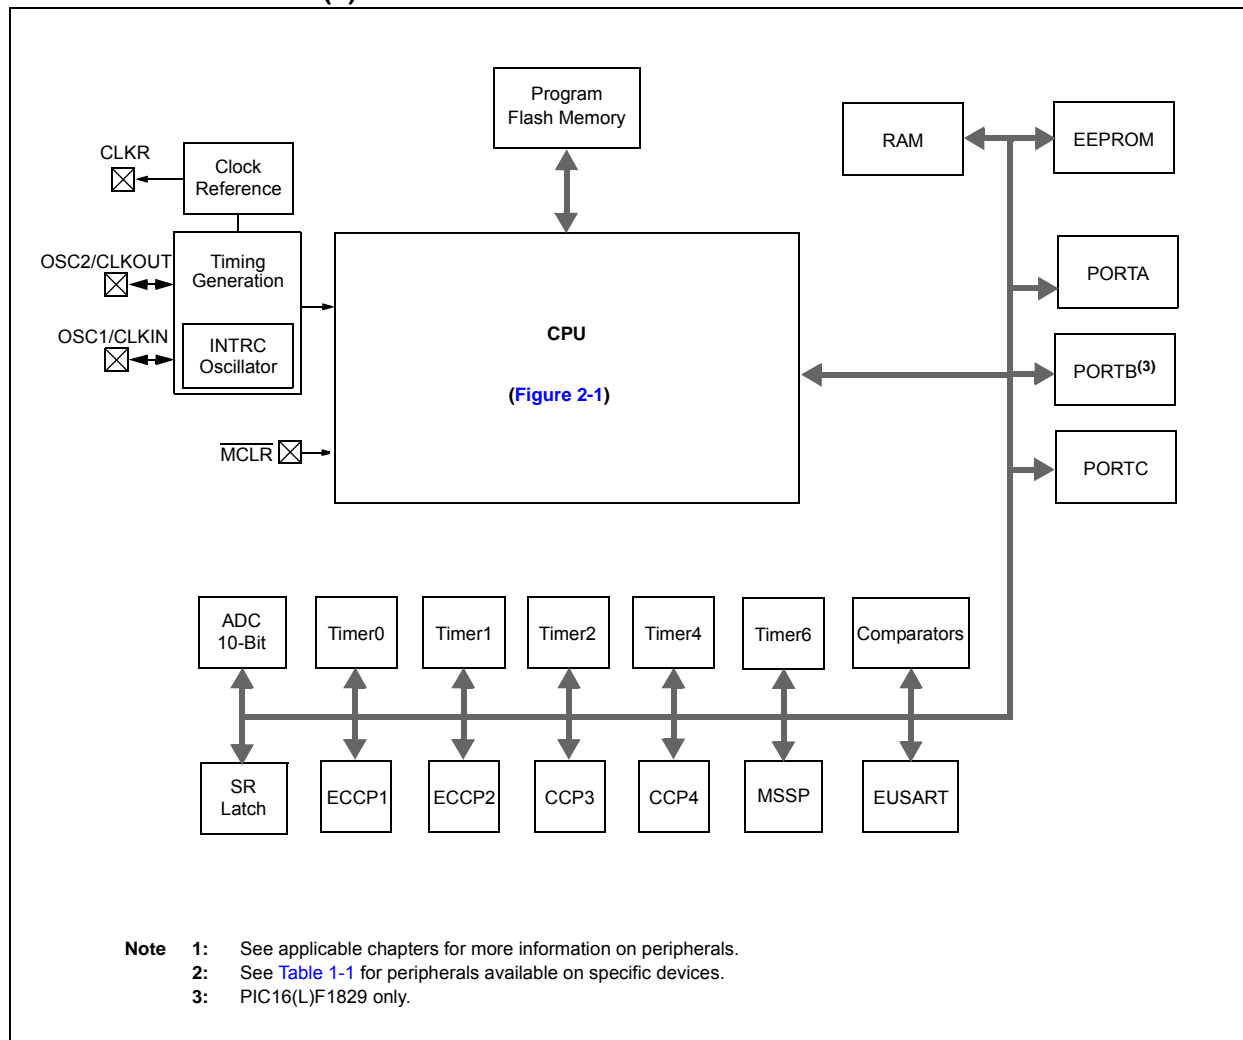 Program
Flash Memory
RAM
EEPROM
CLKR
Clock
Reference
OSC2/CLKOUT
Timing
Generation
PORTA
OSC1/CLKIN
INTRC
Oscillator
CPU
PORTB(3)
(Figure 2-1)
MCLR
PORTC
ADC
10-Bit
Timer0
Timer1
Timer2
Timer4
Timer6
Comparators
SR
Latch
ECCP1
ECCP2
CCP3
CCP4
MSSP
EUSART
Note 1: See applicable chapters for more information on peripherals.
2: See Table 1-1 for peripherals available on specific devices.
3: PIC16(L)F1829 only.